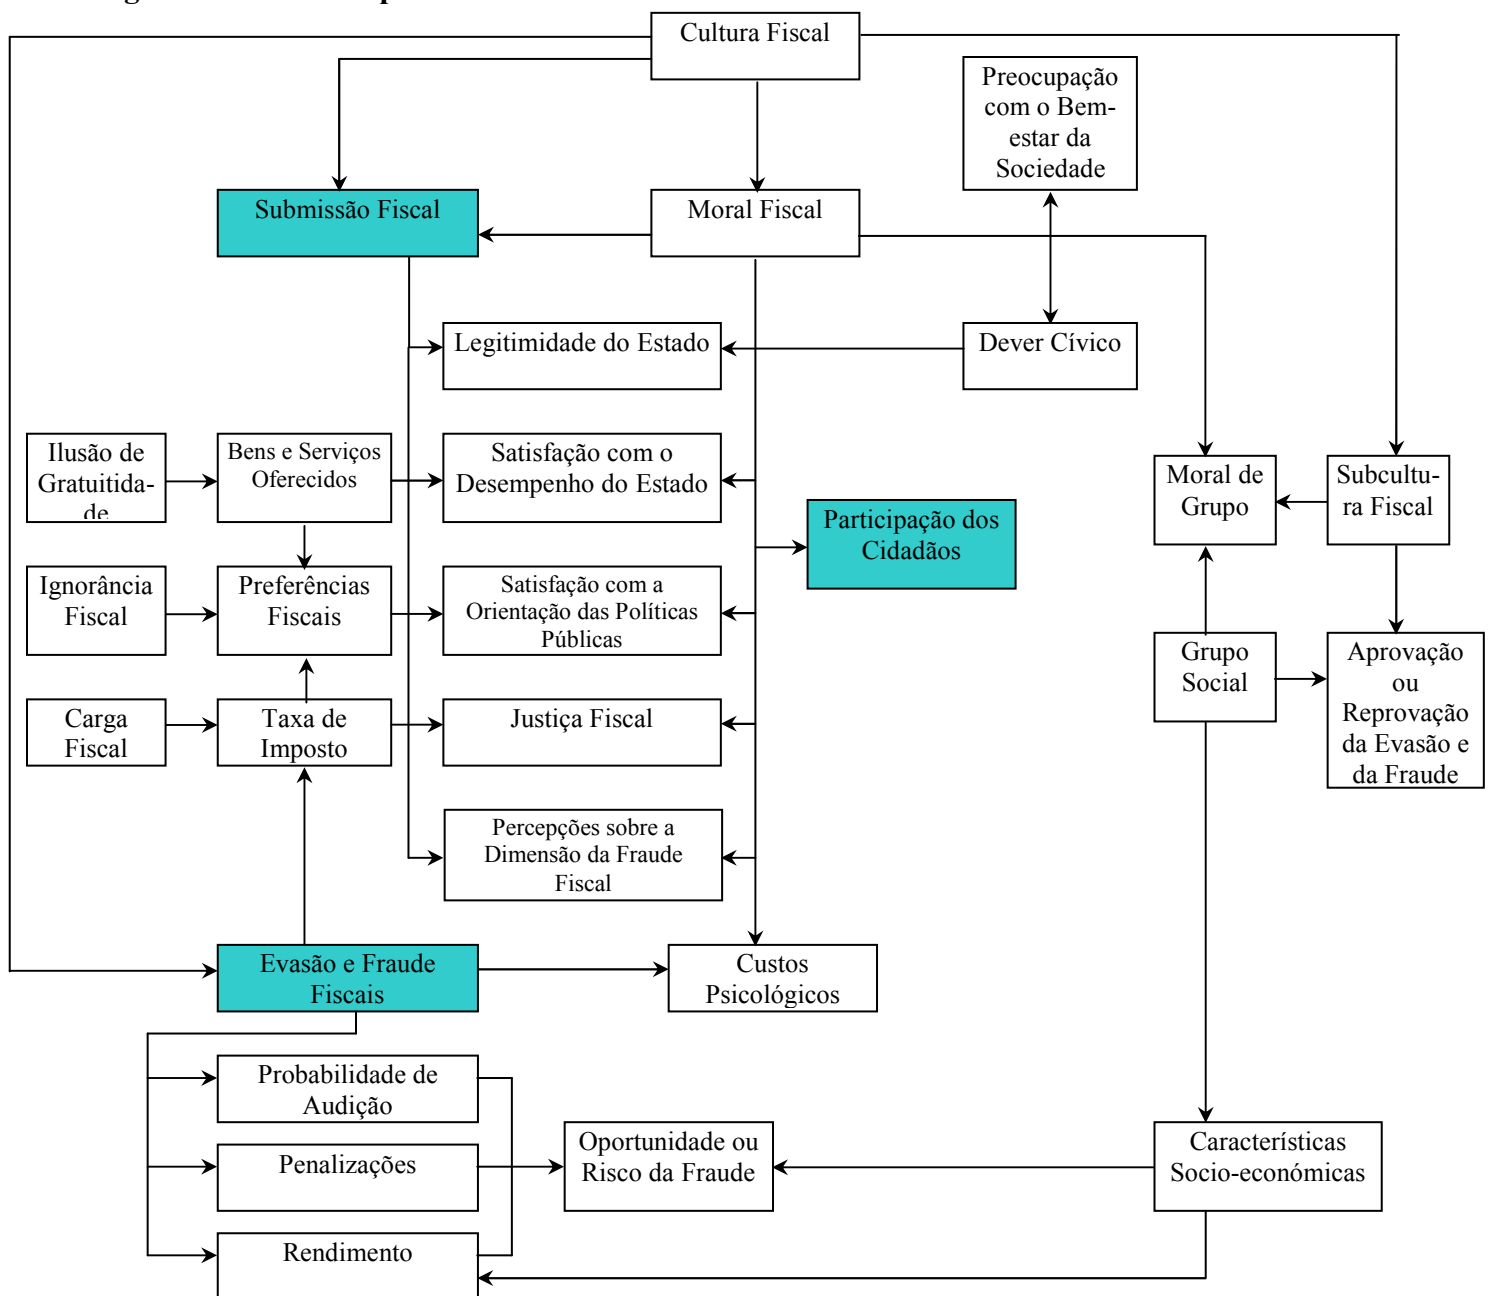 Cultura Fiscal
Preocupação
com o Bem-
estar da
Sociedade
Submissão Fiscal
Moral Fiscal
Legitimidade do Estado
Dever Cívico
Ilusão de
Gratuitida-
de
Bens e Serviços
Oferecidos
Satisfação com o
Desempenho do Estado
Moral de
Grupo
Subcultu-
ra Fiscal
Participação dos
Cidadãos
Ignorância
Fiscal
Preferências
Fiscais
Satisfação com a
Orientação das Políticas
Públicas
Grupo
Social
Aprovação
ou
Reprovação
da Evasão e
da Fraude
Carga
Fiscal
Taxa de
Imposto
Justiça Fiscal
Percepções sobre a
Dimensão da Fraude
Fiscal
Evasão e Fraude
Fiscais
Custos
Psicológicos
Probabilidade de
Audição
Penalizações
Oportunidade ou
Risco da Fraude
Características
Socio-económicas
Rendimento